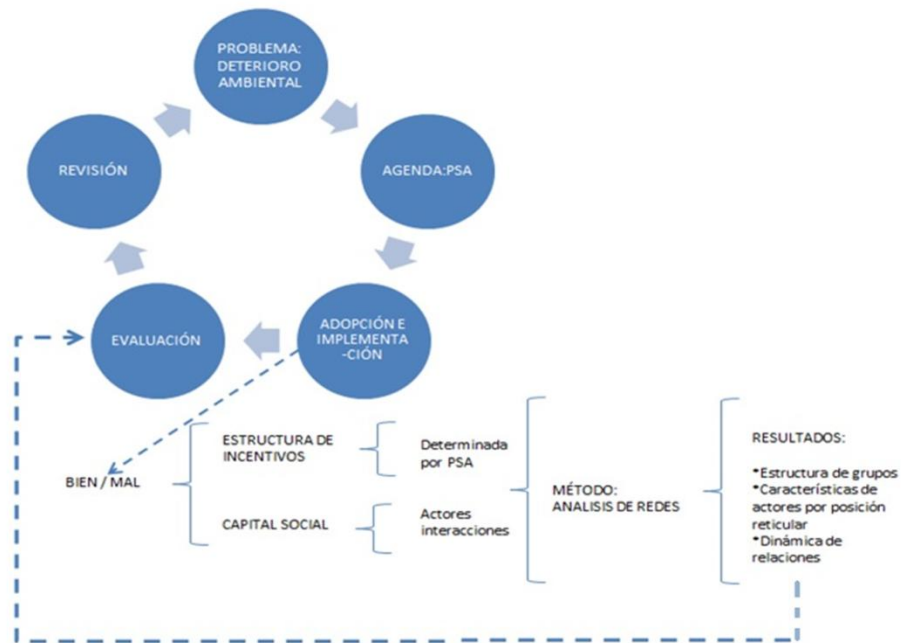 PROBLEMA:
DETERIORO
AMBIENTAL
AGENDA:PSA
ADOPCIÓN E
IMPLEMENTA
-CIÓN
EVALUACIÓN
REVISIÓN
BIEN / MAL
ESTRUCTURA DE
INCENTIVOS
Determinada
por PSA
CAPITAL SOCIAL
Actores
interacciones
MÉTODO:
ANALISIS DE REDES
RESULTADOS:
*Estructura de grupos
*Características de
actores por posición
reticular
*Dinámica de
relaciones